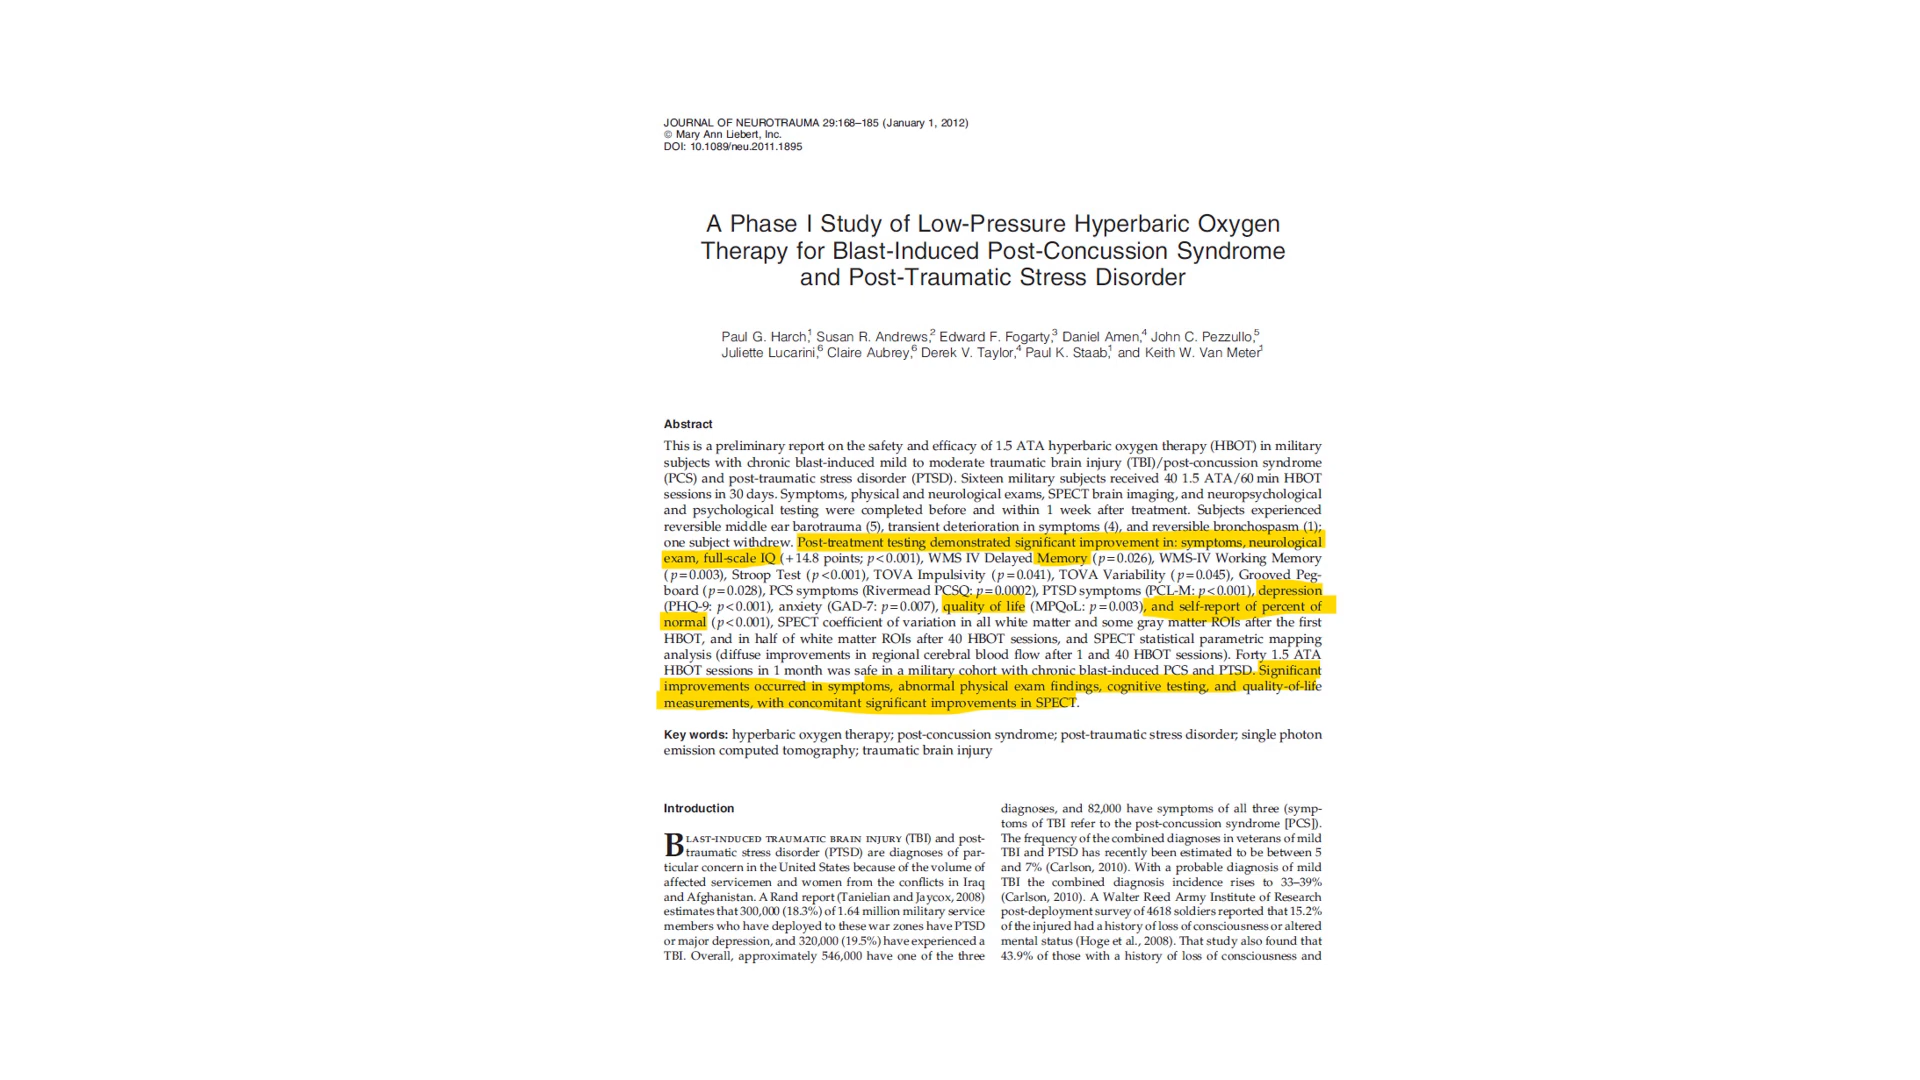 JOURNAL OF NEUROTRAUMA 29:168–185 (January 1, 2012)
© Mary Ann Liebert, Inc.
DOI: 10.1089/neu.2011.1895
A Phase I Study of Low-Pressure Hyperbaric Oxygen
Therapy for Blast-Induced Post-Concussion Syndrome
and Post-Traumatic Stress Disorder
Paul G. Harch,1 Susan R. Andrews,2 Edward F. Fogarty,3 Daniel Amen,4 John C. Pezzullo,5
Juliette Lucarini,6 Claire Aubrey,6 Derek V. Taylor,4 Paul K. Staab,1 and Keith W. Van Meter1
Abstract
This is a preliminary report on the safety and efficacy of 1.5 ATA hyperbaric oxygen therapy (HBOT) in military
subjects with chronic blast-induced mild to moderate traumatic brain injury (TBI)/post-concussion syndrome
(PCS) and post-traumatic stress disorder (PTSD). Sixteen military subjects received 40 1.5 ATA/60 min HBOT
sessions in 30 days. Symptoms, physical and neurological exams, SPECT brain imaging, and neuropsychological
and psychological testing were completed before and within 1 week after treatment. Subjects experienced
reversible middle ear barotrauma (5), transient deterioration in symptoms (4), and reversible bronchospasm (1);
one subject withdrew. Post-treatment testing demonstrated significant improvement in: symptoms, neurological
exam, full-scale IQ (+14.8 points; p<0.001), WMS IV Delayed Memory (p=0.026), WMS-IV Working Memory
(p=0.003), Stroop Test (p<0.001), TOVA Impulsivity (p=0.041), TOVA Variability (p=0.045), Grooved Peg-
board (p=0.028), PCS symptoms (Rivermead PCSQ: p=0.0002), PTSD symptoms (PCL-M: p<0.001), depression
(PHQ-9: p<0.001), anxiety (GAD-7: p=0.007), quality of life (MPQoL: p=0.003), and self-report of percent of
normal (p<0.001), SPECT coefficient of variation in all white matter and some gray matter ROIs after the first
HBOT, and in half of white matter ROIs after 40 HBOT sessions, and SPECT statistical parametric mapping
analysis (diffuse improvements in regional cerebral blood flow after 1 and 40 HBOT sessions). Forty 1.5 ATA
HBOT sessions in 1 month was safe in a military cohort with chronic blast-induced PCS and PTSD. Significant
improvements occurred in symptoms, abnormal physical exam findings, cognitive testing, and quality-of-life
measurements, with concomitant significant improvements in SPECT.
Key words: hyperbaric oxygen therapy; post-concussion syndrome; post-traumatic stress disorder; single photon
emission computed tomography; traumatic brain injury
Introduction
BLAST-INDUCED TRAUMATIC BRAIN INJURY (TBI) and post-
traumatic stress disorder (PTSD) are diagnoses of par-
ticular concern in the United States because of the volume of
affected servicemen and women from the conflicts in Iraq
and Afghanistan. A Rand report (Tanielian and Jaycox, 2008)
estimates that 300,000 (18.3%) of 1.64 million military service
members who have deployed to these war zones have PTSD
or major depression, and 320,000 (19.5%) have experienced a
TBI. Overall, approximately 546,000 have one of the three
diagnoses, and 82,000 have symptoms of all three (symp-
toms of TBI refer to the post-concussion syndrome [PCS]).
The frequency of the combined diagnoses in veterans of mild
TBI and PTSD has recently been estimated to be between 5
and 7% (Carlson, 2010). With a probable diagnosis of mild
TBI the combined diagnosis incidence rises to 33–39%
(Carlson, 2010). A Walter Reed Army Institute of Research
post-deployment survey of 4618 soldiers reported that 15.2%
of the injured had a history of loss of consciousness or altered
mental status (Hoge et al., 2008). That study also found that
43.9% of those with a history of loss of consciousness and